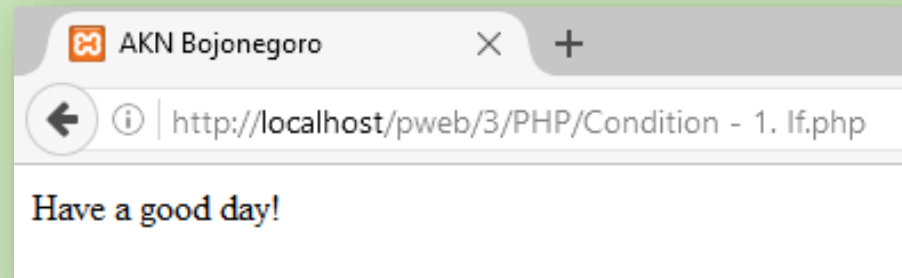 AKN Bojonegoro
http://localhost/pweb/3/PHP/Condition - 1. If.php
Have a good day!